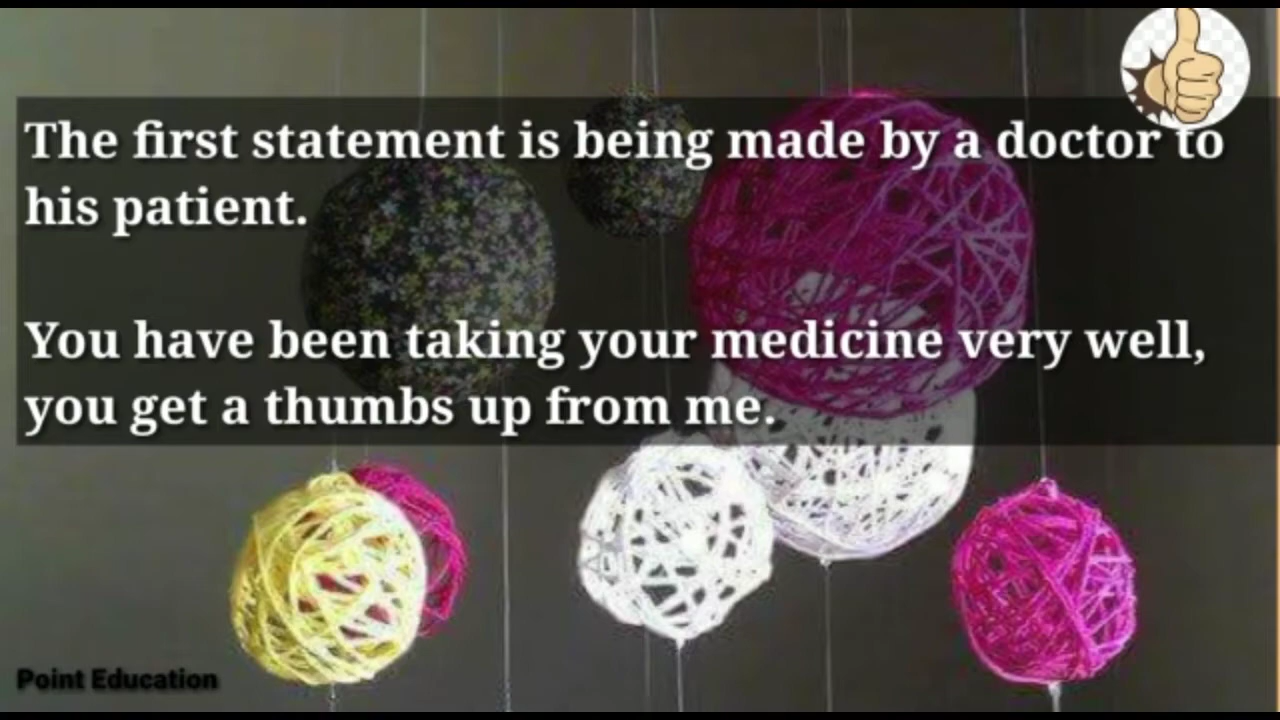 The first statement is being made by a doctor to
his patient.
You have been taking your medicine very well,
you get a thumbs up from me.
Point Education